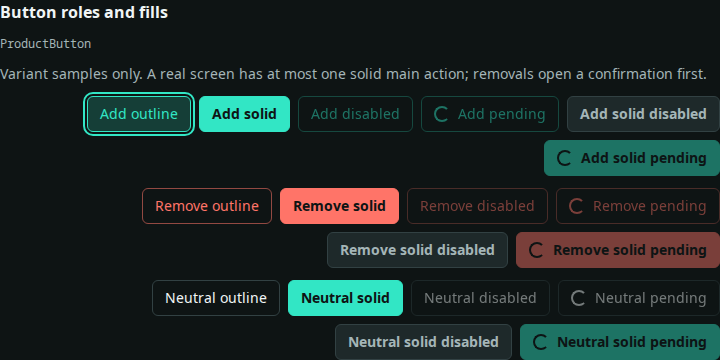 Button roles and fills
ProductButton
Variant samples only. A real screen has at most one solid main action; removals open a confirmation first.
Add outline Add solid Add disabled Add pending Add solid disabled
Add solid pending
Remove outline Remove solid Remove disabled Remove pending
Remove solid disabled Remove solid pending
Neutral outline Neutral solid Neutral disabled Neutral pending
Neutral solid disabled Neutral solid pending